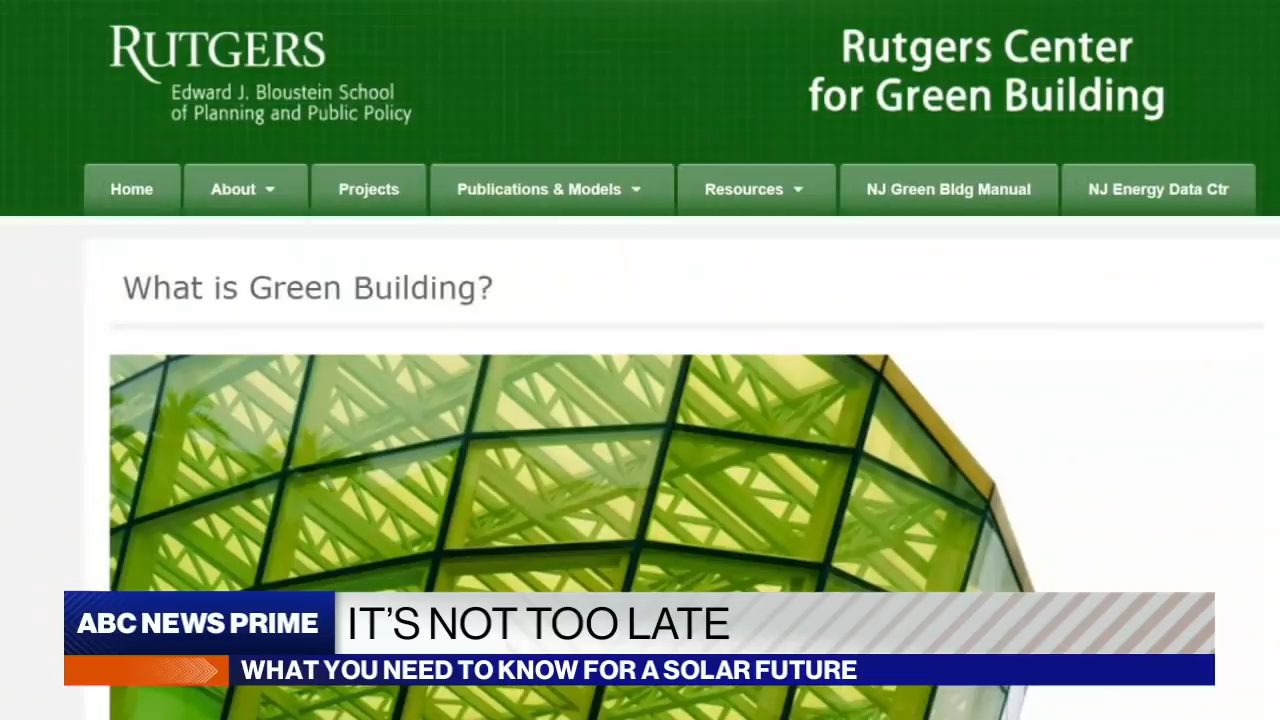 RUTGERS
Edward J. Bloustein School
of Planning and Public Policy
Rutgers Center
for Green Building
Home
About
Projects
Publications & Models
Resources
NJ Green Bldg Manual
NJ Energy Data Ctr
What is Green Building?
ABC NEWS PRIME
IT'S NOT TOO LATE
WHAT YOU NEED TO KNOW FOR A SOLAR FUTURE